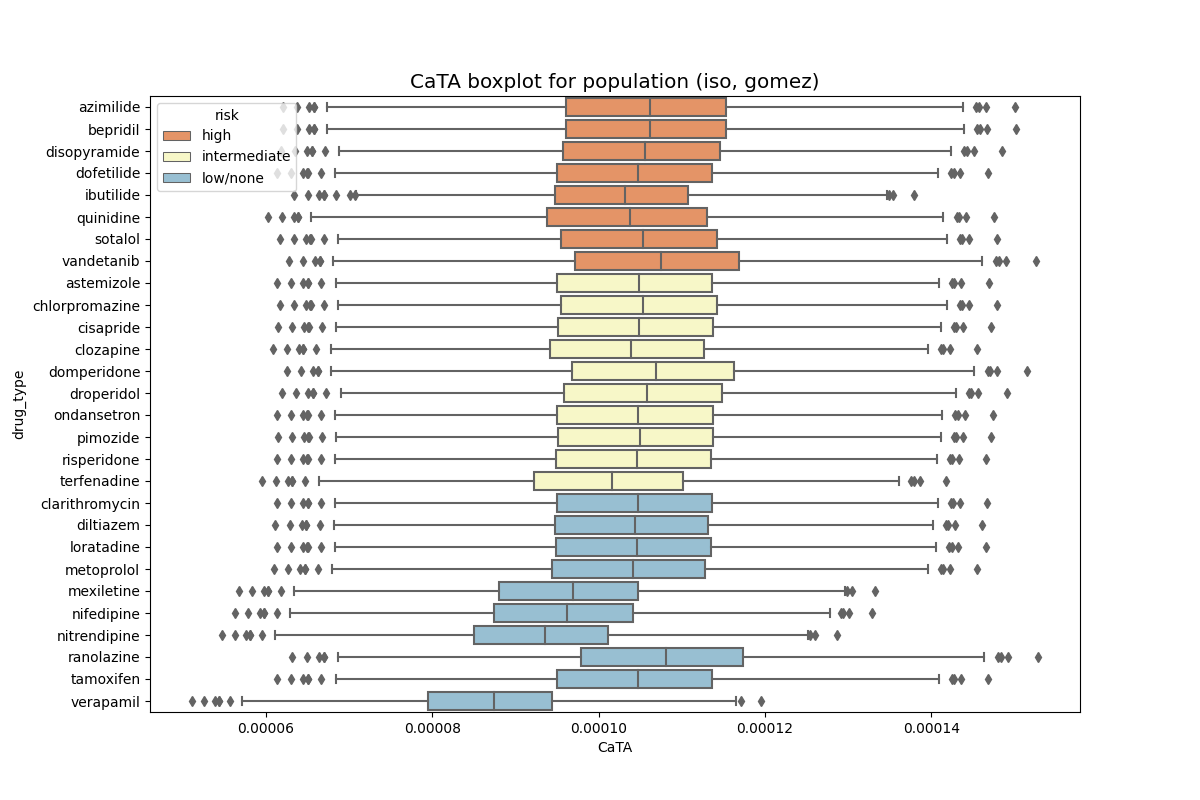 CaTA boxplot for population (iso, gomez)
risk
high
intermediate
low/none
drug_type
azimilide
bepridil
disopyramide
dofetilide
ibutilide
quinidine
sotalol
vandetanib
astemizole
chlorpromazine
cisapride
clozapine
domperidone
droperidol
ondansetron
pimozide
risperidone
terfenadine
clarithromycin
diltiazem
loratadine
metoprolol
mexiletine
nifedipine
nitrendipine
ranolazine
tamoxifen
verapamil
0.00006 0.00008 0.00010 0.00012 0.00014
CaTA